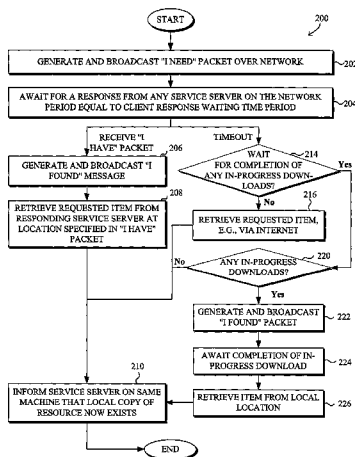 START
200
GENERATE AND BROADCAST "I NEED" PACKET OVER NETWORK
202
AWAIT FOR A RESPONSE FROM ANY SERVICE SERVER ON THE NETWORK
PERIOD EQUAL TO CLIENT RESPONSE WAITING TIME PERIOD
204
RECEIVE "I
HAVE" PACKET
TIMEOUT
206
GENERATE AND BROADCAST "I
FOUND" MESSAGE
214
WAIT
FOR COMPLETION OF
ANY IN-PROGRESS DOWN-
LOADS?
Yes
No
208
RETRIEVE REQUESTED ITEM FROM
RESPONDING SERVICE SERVER AT
LOCATION SPECIFIED IN "I HAVE"
PACKET
216
RETRIEVE REQUESTED ITEM,
E.G., VIA INTERNET
220
ANY IN-PROGRESS
DOWNLOADS?
No
Yes
GENERATE AND BROADCAST
"I FOUND" PACKET
222
AWAIT COMPLETION OF IN-
PROGRESS DOWNLOAD
224
210
INFORM SERVICE SERVER ON SAME
MACHINE THAT LOCAL COPY OF
RESOURCE NOW EXISTS
RETRIEVE ITEM FROM LOCAL
LOCATION
226
END